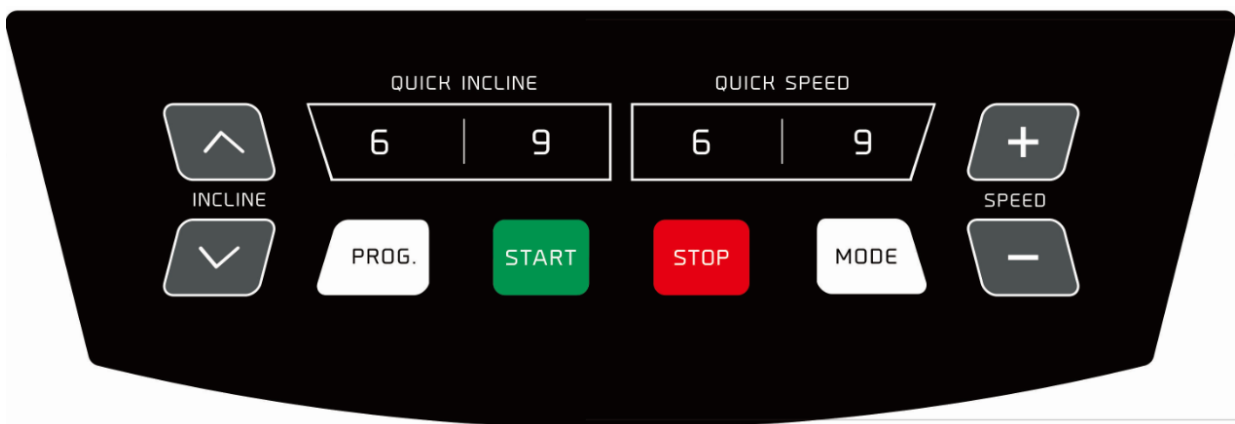 QUICK INCLINE QUICK SPEED
6 | 9 6 | 9 +
INCLINE SPEED
PROG. START STOP MODE −